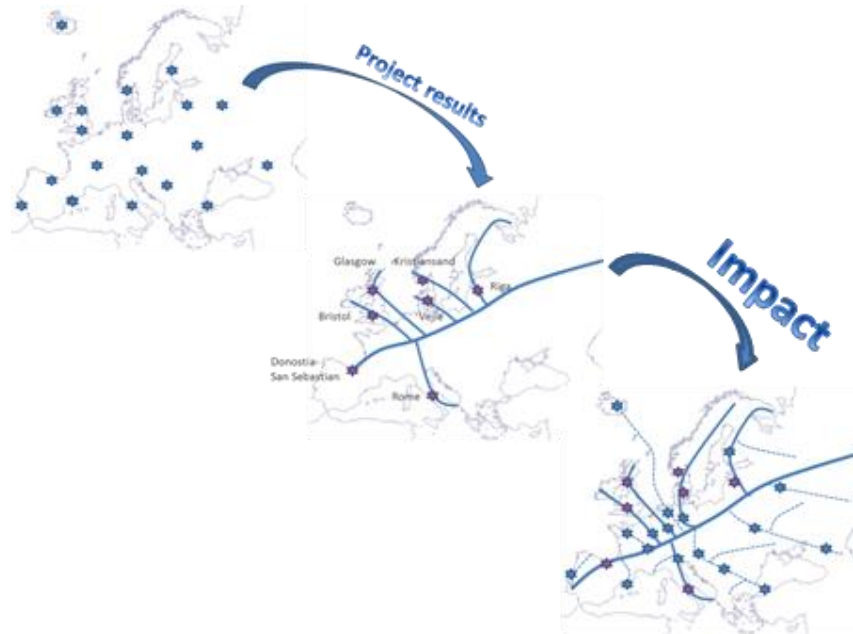 Project results
Glasgow
Kristiansand
Riga
Bristol
Vejle
Donostia-
San Sebastian
Rome
Impact